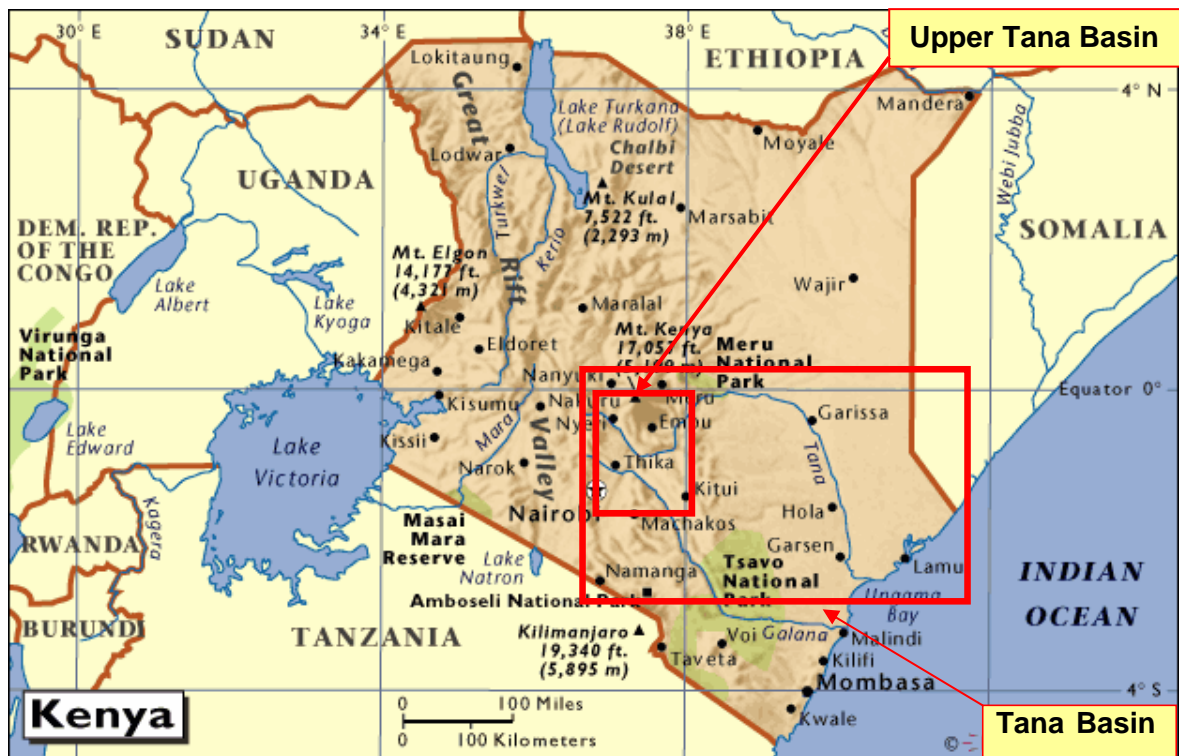 30° E
34°
38°
Upper Tana Basin
SUDAN
ETHIOPIA
Lokitaung
4° N
Mandera
Great
Lake Turkana
(Lake Rudolf)
Moyale
Chalbi
Desert
Lodwar
Webi Jubba
UGANDA
Turkwel
Mt. Kulal
7,522 ft.
(2,293 m)
Marsabit
DEM. REP.
OF THE
CONGO
SOMALIA
Mt. Elgon
14,177 ft.
(4,321 m)
Kerio
Rift
Lake
Albert
Wajir
Lake
Kyoga
Maralal
Kitale
Mt. Kenya
17,057 ft.
Virunga
National
Park
Eldoret
Meru
National
Park
Kakamega
Nanyuki
Meru
Equator 0°
Kisumu
Nakuru
Garissa
Nyeri
Embu
Lake
Edward
Kissii
Mara
Valley
Lake
Victoria
Tana
Narok
Thika
Kitui
Kagera
Nairobi
Machakos
Hola
Masai
Mara
Reserve
RWANDA
Garsen
Lake
Natron
Tsavo
National
Park
Lamu
Namanga
INDIAN
OCEAN
Amboseli National Park
Ungama
Bay
BURUNDI
TANZANIA
Kilimanjaro
19,340 ft.
(5,895 m)
Voi
Galana
Malindi
Taveta
Kilifi
Mombasa
4° S
Kenya
0
100 Miles
0
100 Kilometers
Kwale
Tana Basin
©